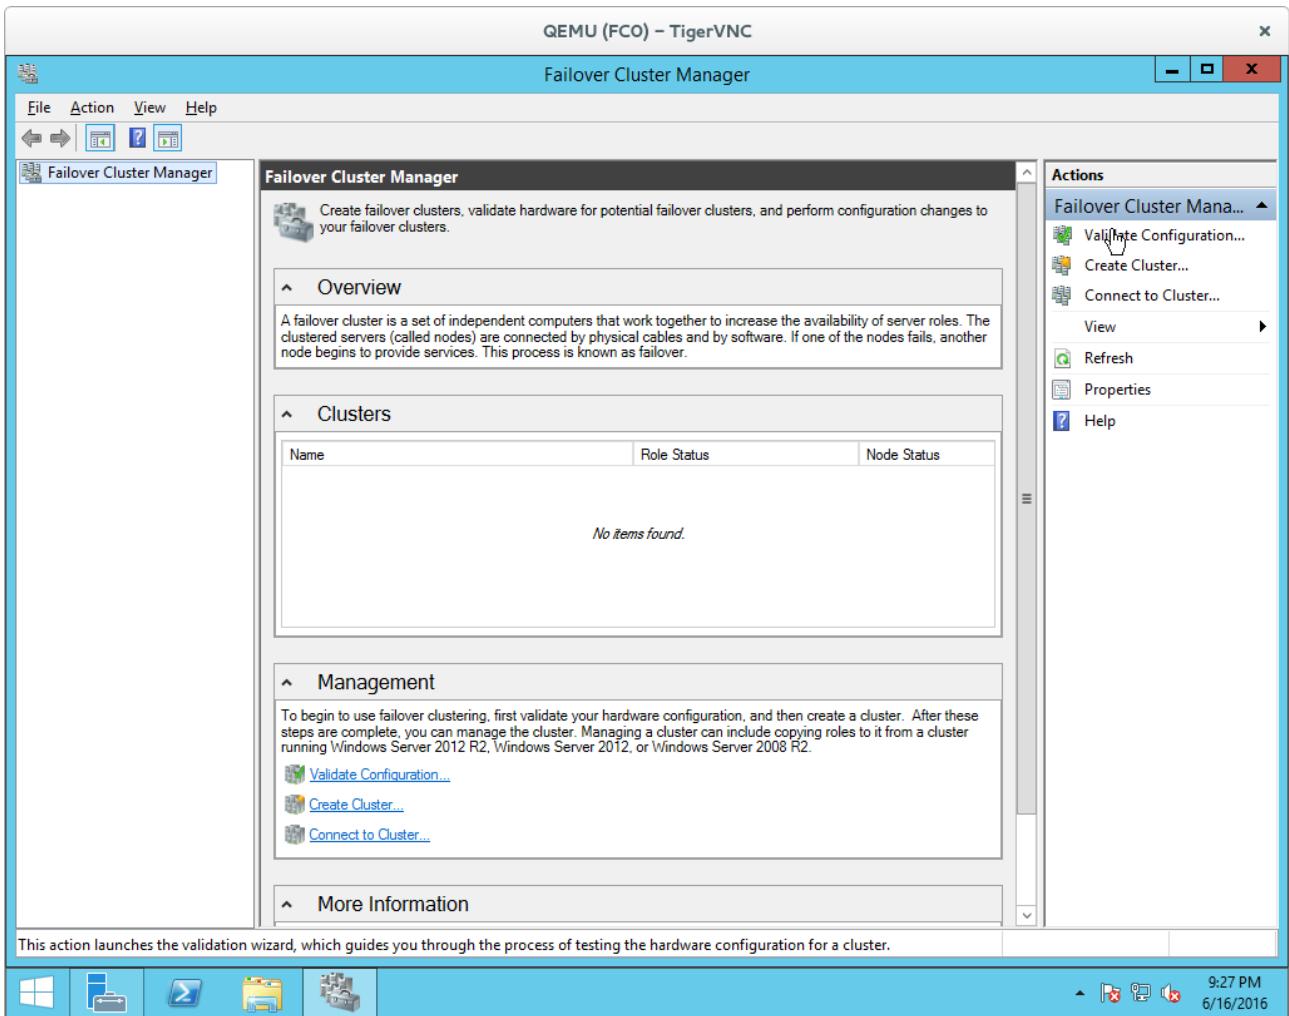 QEMU (FC0) – TigerVNC
Failover Cluster Manager
File Action View Help
Failover Cluster Manager
Failover Cluster Manager
Create failover clusters, validate hardware for potential failover clusters, and perform configuration changes to
your failover clusters.
Overview
A failover cluster is a set of independent computers that work together to increase the availability of server roles. The
clustered servers (called nodes) are connected by physical cables and by software. If one of the nodes fails, another
node begins to provide services. This process is known as failover.
Clusters
Name Role Status Node Status
No items found.
Management
To begin to use failover clustering, first validate your hardware configuration, and then create a cluster. After these
steps are complete, you can manage the cluster. Managing a cluster can include copying roles to it from a cluster
running Windows Server 2012 R2, Windows Server 2012, or Windows Server 2008 R2.
Validate Configuration...
Create Cluster...
Connect to Cluster...
More Information
Actions
Failover Cluster Mana...
Validate Configuration...
Create Cluster...
Connect to Cluster...
View
Refresh
Properties
Help
This action launches the validation wizard, which guides you through the process of testing the hardware configuration for a cluster.
9:27 PM
6/16/2016